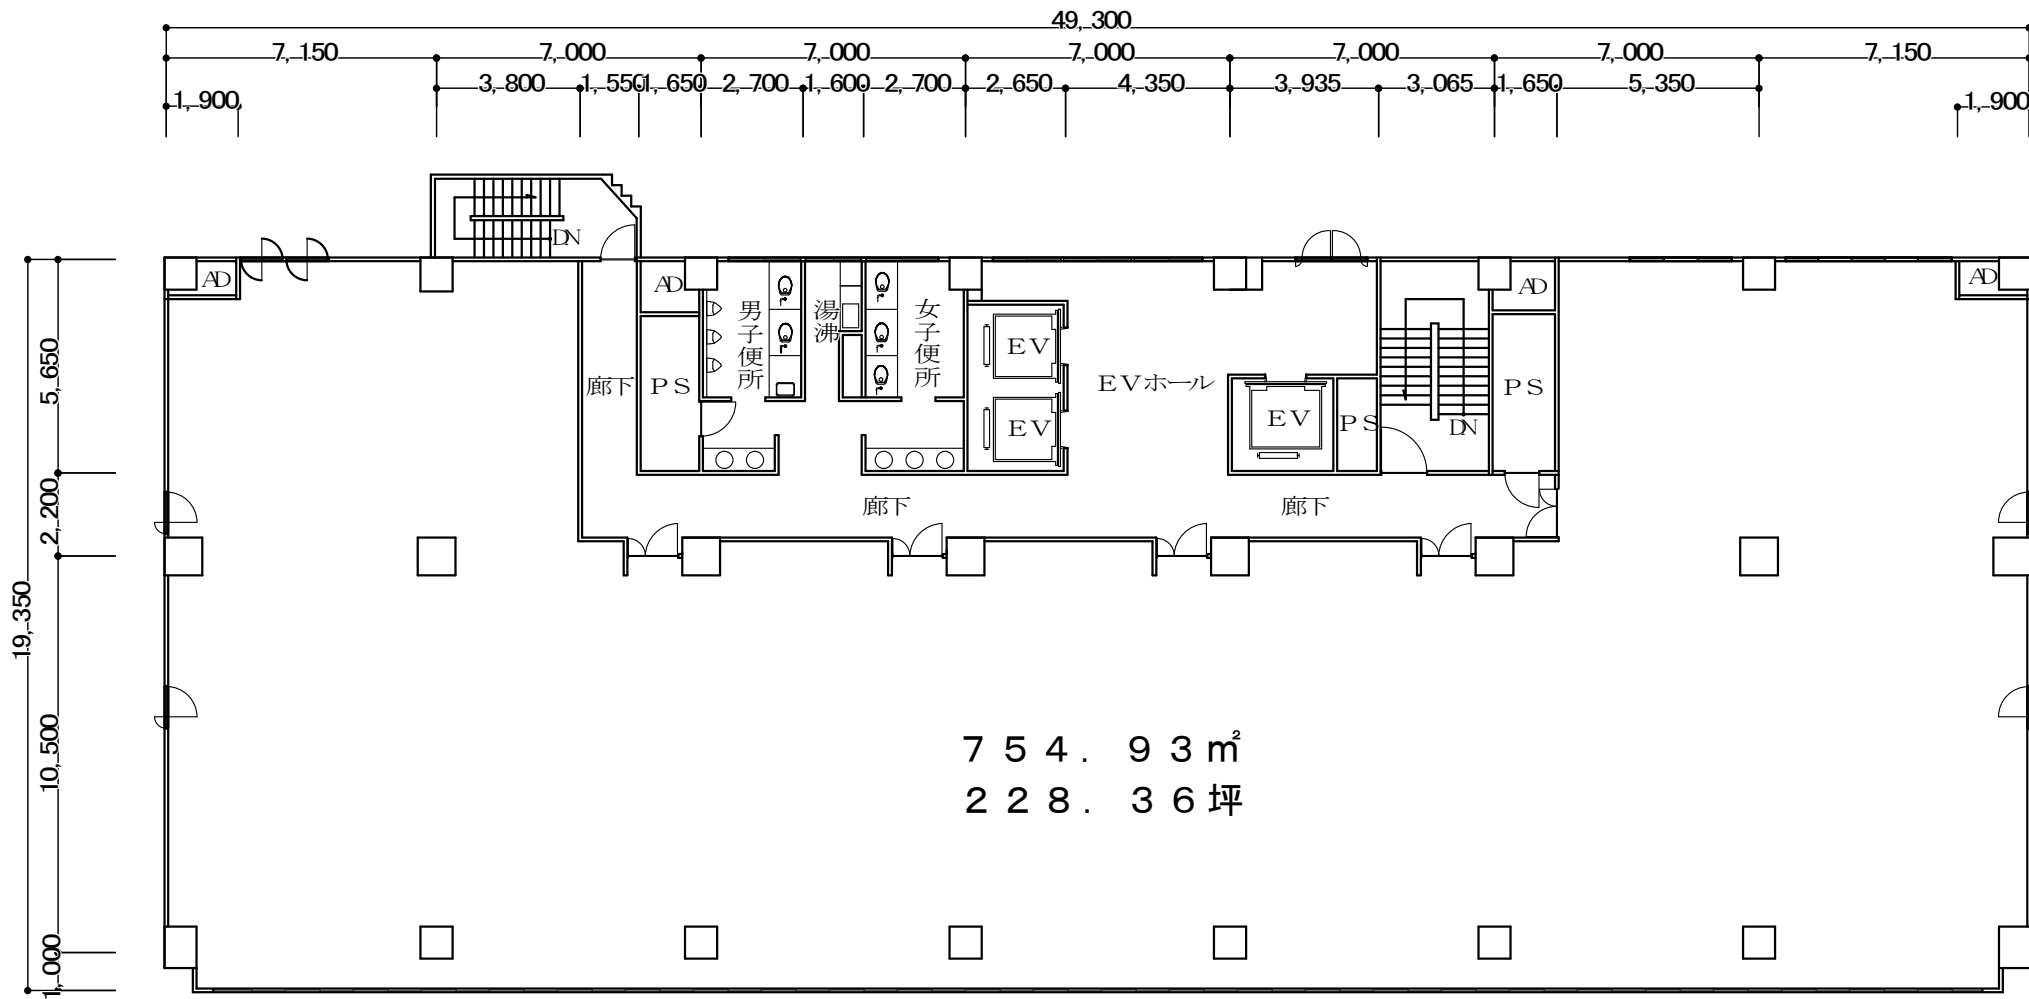 49,300
7,150 7,000 7,000 7,000 7,000 7,000 7,150
3,800 1,550 1,650 2,700 1,600 2,700 2,650 4,350 3,935 3,065 1,650 5,350
1,900 1,900
DN
AD AD AD AD
男子便所 湯沸 女子便所
EV
廊下 PS EVホール PS
EV EV PS DN
廊下 廊下
5,650
2,200
19,350
10,500
1,000
754.93㎡
228.36坪